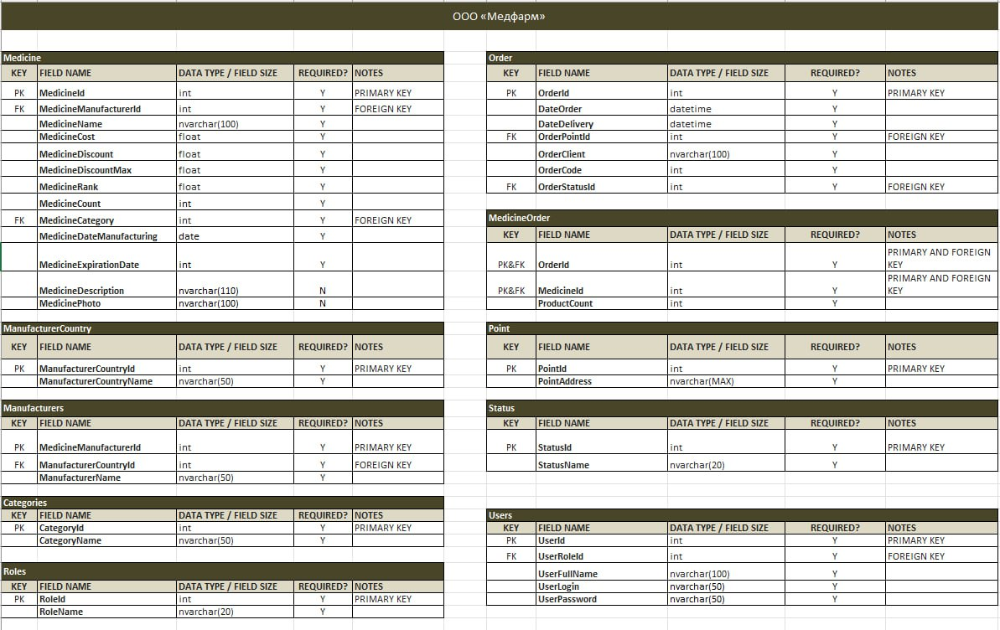 ООО «Медфарм»
Medicine
KEY FIELD NAME DATA TYPE / FIELD SIZE REQUIRED? NOTES
PK MedicineId int Y PRIMARY KEY
FK MedicineManufacturerId int Y FOREIGN KEY
MedicineName nvarchar(100) Y
MedicineCost float Y
MedicineDiscount float Y
MedicineDiscountMax float Y
MedicineRank float Y
MedicineCount int Y
FK MedicineCategory int Y FOREIGN KEY
MedicineDateManufacturing date Y
MedicineExpirationDate int Y
MedicineDescription nvarchar(110) N
MedicinePhoto nvarchar(100) N
ManufacturerCountry
KEY FIELD NAME DATA TYPE / FIELD SIZE REQUIRED? NOTES
PK ManufacturerCountryId int Y PRIMARY KEY
ManufacturerCountryName nvarchar(50) Y
Manufacturers
KEY FIELD NAME DATA TYPE / FIELD SIZE REQUIRED? NOTES
PK MedicineManufacturerId int Y PRIMARY KEY
FK ManufacturerCountryId int Y FOREIGN KEY
ManufacturerName nvarchar(50) Y
Categories
KEY FIELD NAME DATA TYPE / FIELD SIZE REQUIRED? NOTES
PK CategoryId int Y PRIMARY KEY
CategoryName nvarchar(50) Y
Roles
KEY FIELD NAME DATA TYPE / FIELD SIZE REQUIRED? NOTES
PK RoleId int Y PRIMARY KEY
RoleName nvarchar(20) Y
Order
KEY FIELD NAME DATA TYPE / FIELD SIZE REQUIRED? NOTES
PK OrderId int Y PRIMARY KEY
DateOrder datetime Y
DateDelivery datetime Y
FK OrderPointId int Y FOREIGN KEY
OrderClient nvarchar(100) Y
OrderCode int Y
FK OrderStatusId int Y FOREIGN KEY
MedicineOrder
KEY FIELD NAME DATA TYPE / FIELD SIZE REQUIRED? NOTES
PRIMARY AND FOREIGN
PK&FK OrderId int Y KEY
PRIMARY AND FOREIGN
PK&FK MedicineId int Y KEY
ProductCount int Y
Point
KEY FIELD NAME DATA TYPE / FIELD SIZE REQUIRED? NOTES
PK PointId int Y PRIMARY KEY
PointAddress nvarchar(MAX) Y
Status
KEY FIELD NAME DATA TYPE / FIELD SIZE REQUIRED? NOTES
PK StatusId int Y PRIMARY KEY
StatusName nvarchar(20) Y
Users
KEY FIELD NAME DATA TYPE / FIELD SIZE REQUIRED? NOTES
PK UserId int Y PRIMARY KEY
FK UserRoleId int Y FOREIGN KEY
UserFullName nvarchar(100) Y
UserLogin nvarchar(50) Y
UserPassword nvarchar(50) Y